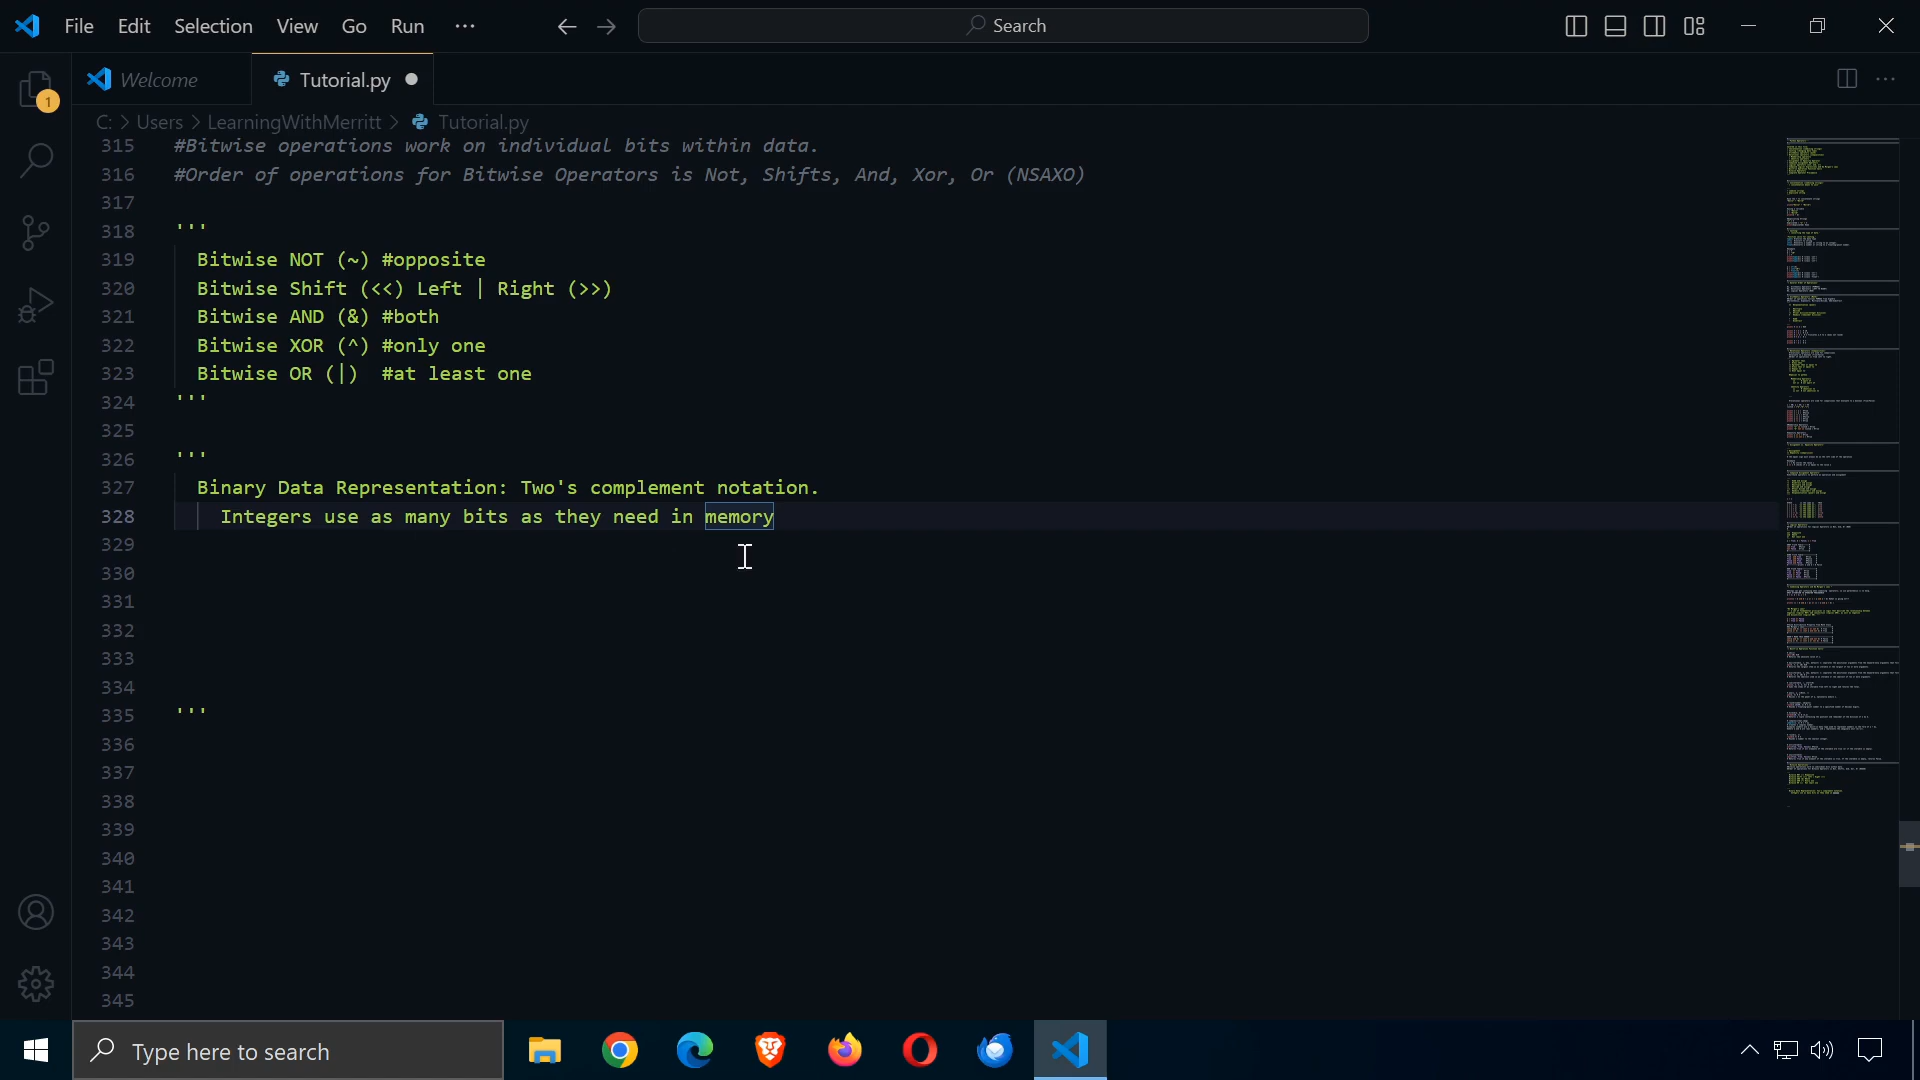 File Edit Selection View Go Run ···
Search
Welcome
Tutorial.py
1
C: > Users > LearningWithMerritt > Tutorial.py
315 #Bitwise operations work on individual bits within data.
316 #Order of operations for Bitwise Operators is Not, Shifts, And, Xor, Or (NSAXO)
317
318 '''
319 Bitwise NOT (~) #opposite
320 Bitwise Shift (<<) Left | Right (>>)
321 Bitwise AND (&) #both
322 Bitwise XOR (^) #only one
323 Bitwise OR (|)  #at least one
324 '''
325
326 '''
327 Binary Data Representation: Two's complement notation.
328 Integers use as many bits as they need in memory
329
330
331
332
333
334
335 '''
336
337
338
339
340
341
342
343
344
345
Type here to search